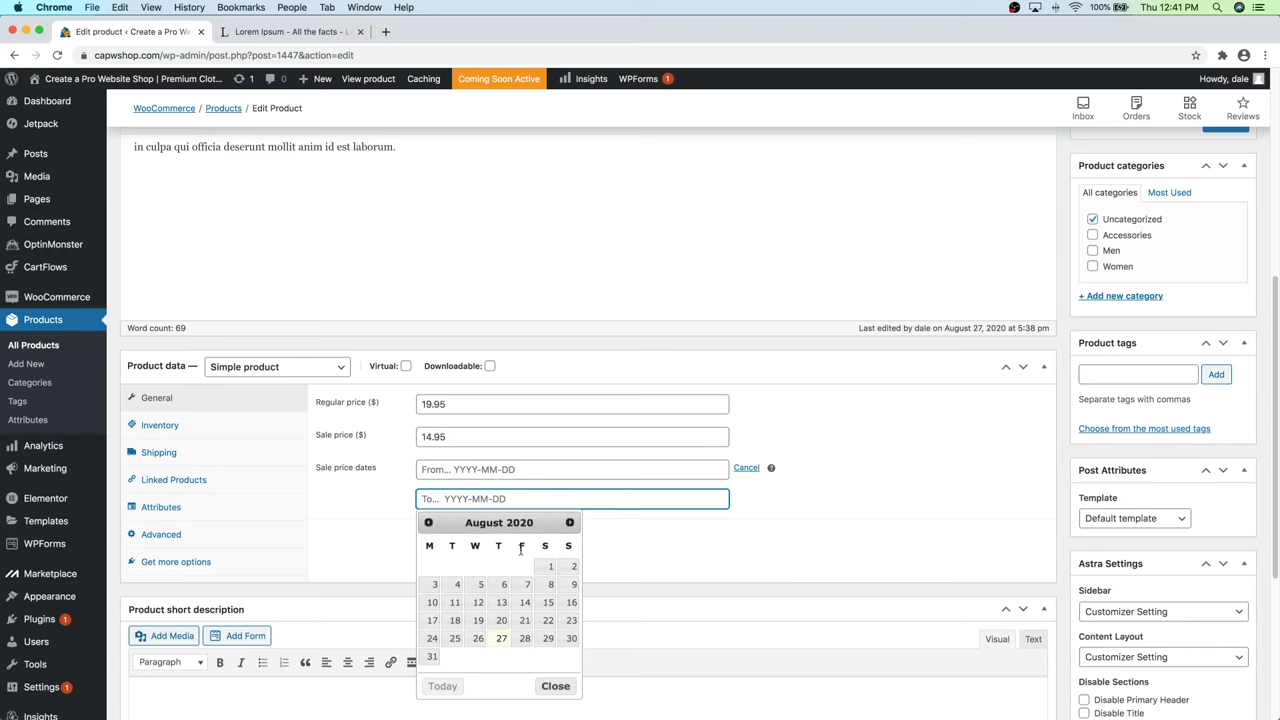 Chrome File Edit View History Bookmarks People Tab Window Help 100% Thu 12:41 PM
Edit product ‹ Create a Pro We × Lorem Ipsum - All the facts - L × +
capwshop.com/wp-admin/post.php?post=1447&action=edit
Create a Pro Website Shop | Premium Clot... 1 0 + New View product Caching Coming Soon Active Insights WPForms 1 Howdy, dale
WooCommerce / Products / Edit Product
Inbox Orders Stock Reviews
Dashboard
Jetpack
Posts
Media
Pages
Comments
OptinMonster
CartFlows
WooCommerce
Products
All Products
Add New
Categories
Tags
Attributes
Analytics
Marketing
Elementor
Templates
WPForms
Marketplace
Appearance
Plugins 1
Users
Tools
Settings 1
Insights
in culpa qui officia deserunt mollit anim id est laborum.
Word count: 69 Last edited by dale on August 27, 2020 at 5:38 pm
Product data — Simple product Virtual: Downloadable:
General
Inventory
Shipping
Linked Products
Attributes
Advanced
Get more options
Regular price ($) 19.95
Sale price ($) 14.95
Sale price dates From... YYYY-MM-DD Cancel ?
To... YYYY-MM-DD
August 2020
M T W T F S S
1 2
3 4 5 6 7 8 9
10 11 12 13 14 15 16
17 18 19 20 21 22 23
24 25 26 27 28 29 30
31
Today Close
Product short description
Add Media Add Form Visual Text
Paragraph B I
Product categories
All categories Most Used
Uncategorized
Accessories
Men
Women
+ Add new category
Product tags
Add
Separate tags with commas
Choose from the most used tags
Post Attributes
Template
Default template
Astra Settings
Sidebar
Customizer Setting
Content Layout
Customizer Setting
Disable Sections
Disable Primary Header
Disable Title